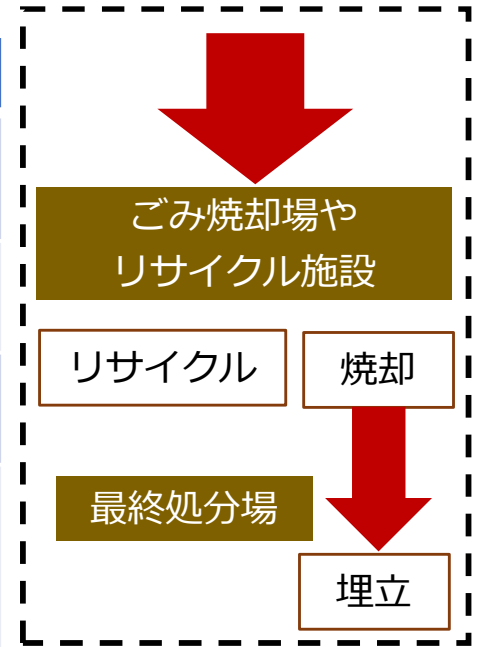 ごみ焼却場や
リサイクル施設
リサイクル
焼却
最終処分場
埋立